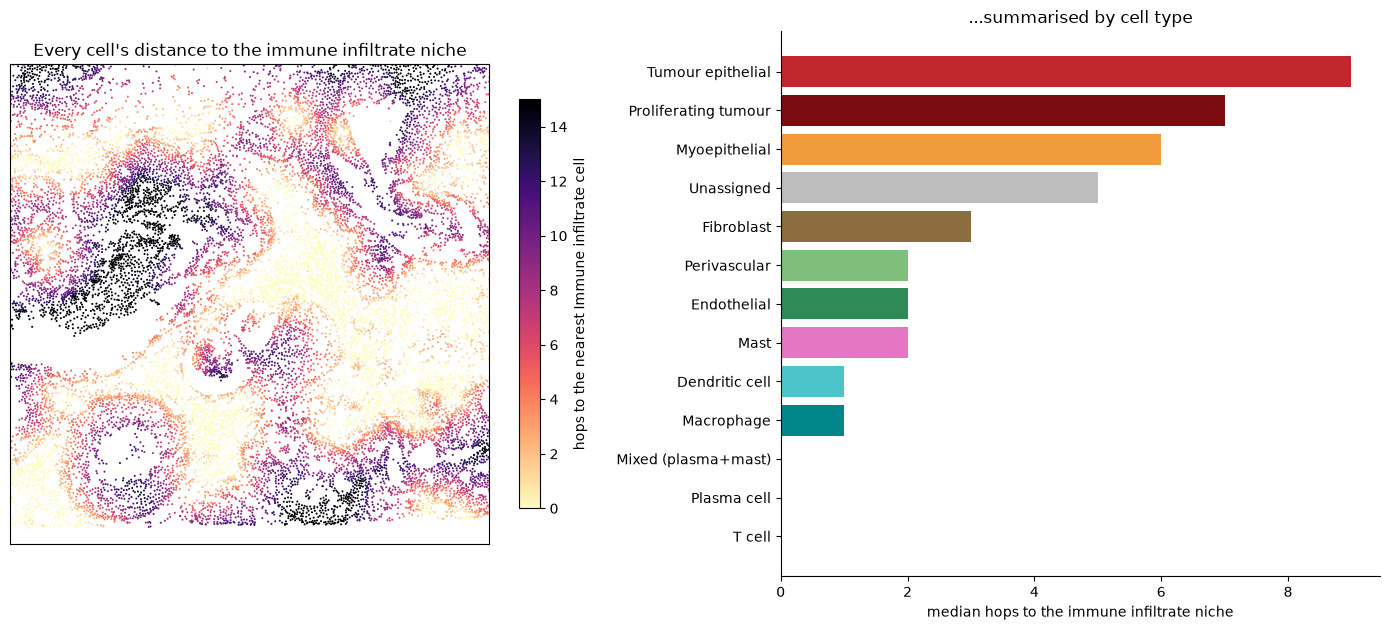 Every cell's distance to the immune infiltrate niche
14
12
10
8
6
4
2
0
hops to the nearest Immune infiltrate cell
...summarised by cell type
Tumour epithelial
Proliferating tumour
Myoepithelial
Unassigned
Fibroblast
Perivascular
Endothelial
Mast
Dendritic cell
Macrophage
Mixed (plasma+mast)
Plasma cell
T cell
0 2 4 6 8
median hops to the immune infiltrate niche